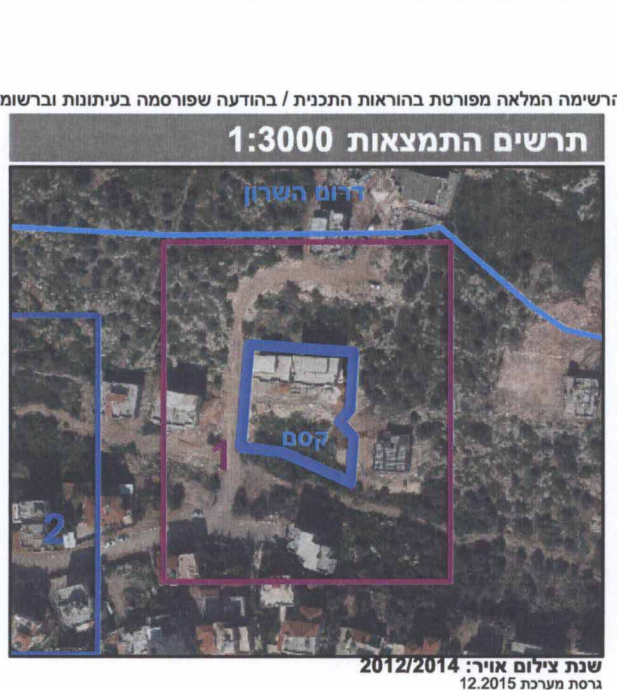 הרשימה המלאה מפורטת בהוראות התכנית / בהודעה שפורסמה בעיתונות וברשומ
תרשים התמצאות 1:3000
דרום השרון
קסם
1
2
שנת צילום אויר: 2012/2014
גרסת מערכת 12.2015